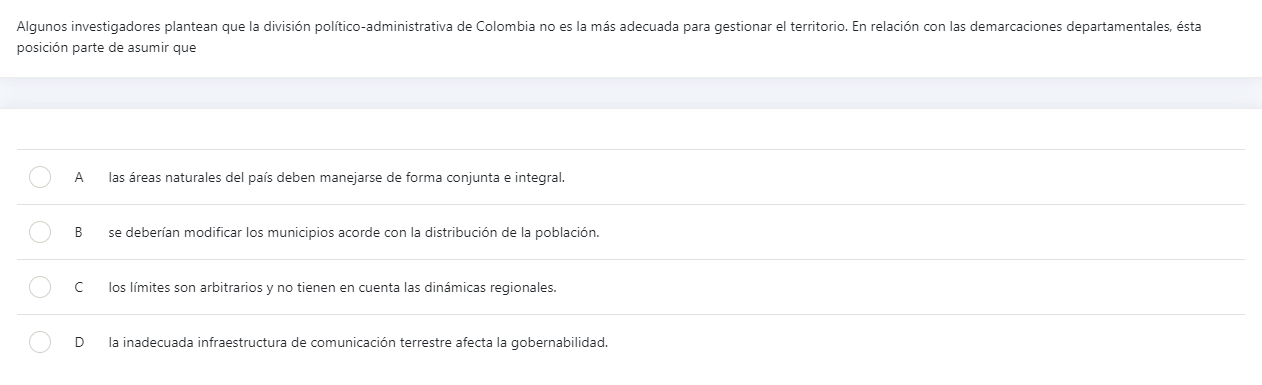 Algunos investigadores plantean que la división político-administrativa de Colombia no es la más adecuada para gestionar el territorio. En relación con las demarcaciones departamentales, ésta
posición parte de asumir que
A las áreas naturales del país deben manejarse de forma conjunta e integral.
B se deberían modificar los municipios acorde con la distribución de la población.
C los límites son arbitrarios y no tienen en cuenta las dinámicas regionales.
D la inadecuada infraestructura de comunicación terrestre afecta la gobernabilidad.